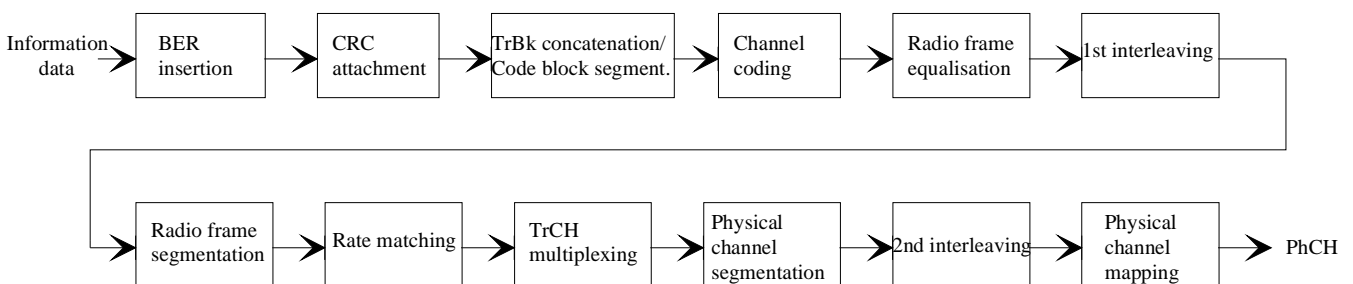 Information
data
BER
insertion
CRC
attachment
TrBk concatenation/
Code block segment.
Channel
coding
Radio frame
equalisation
1st interleaving
Radio frame
segmentation
Rate matching
TrCH
multiplexing
Physical
channel
segmentation
2nd interleaving
Physical
channel
mapping
PhCH